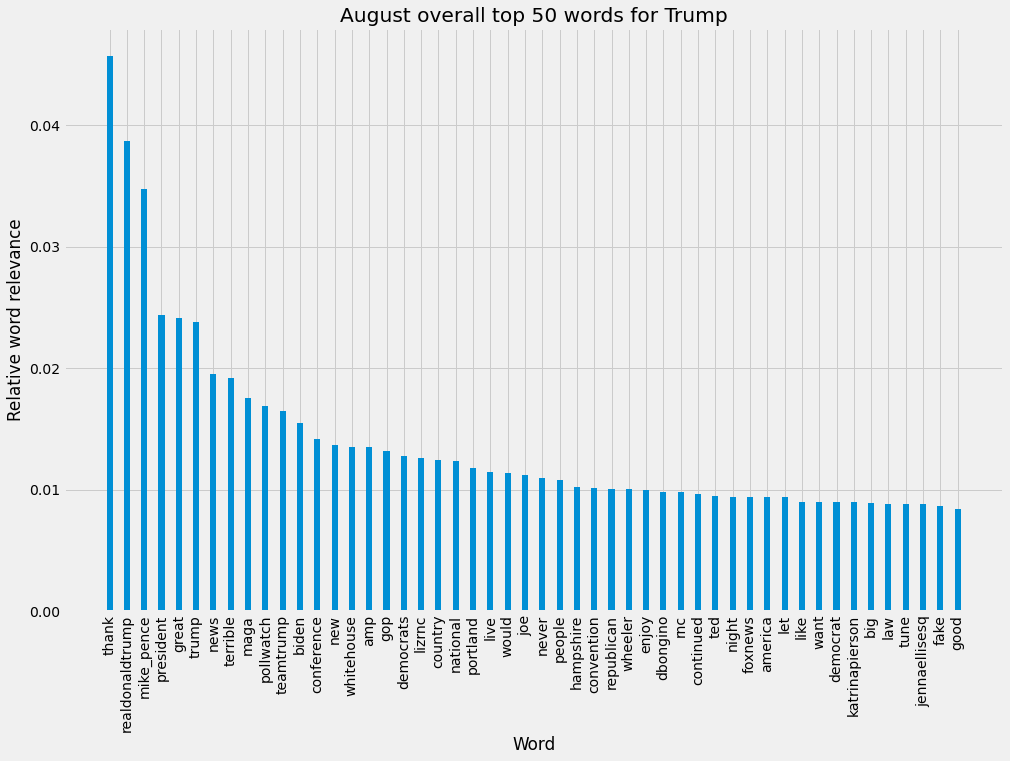 August overall top 50 words for Trump
Relative word relevance
0.04
0.03
0.02
0.01
0.00
thank
realdonaldtrump
mike_pence
president
great
trump
news
terrible
maga
pollwatch
teamtrump
biden
conference
new
whitehouse
amp
gop
democrats
lizrnc
country
national
portland
live
would
joe
never
people
hampshire
convention
republican
wheeler
enjoy
dbongino
rnc
continued
ted
night
foxnews
america
let
like
want
democrat
katrinapierson
big
law
tune
jennaellisesq
fake
good
Word